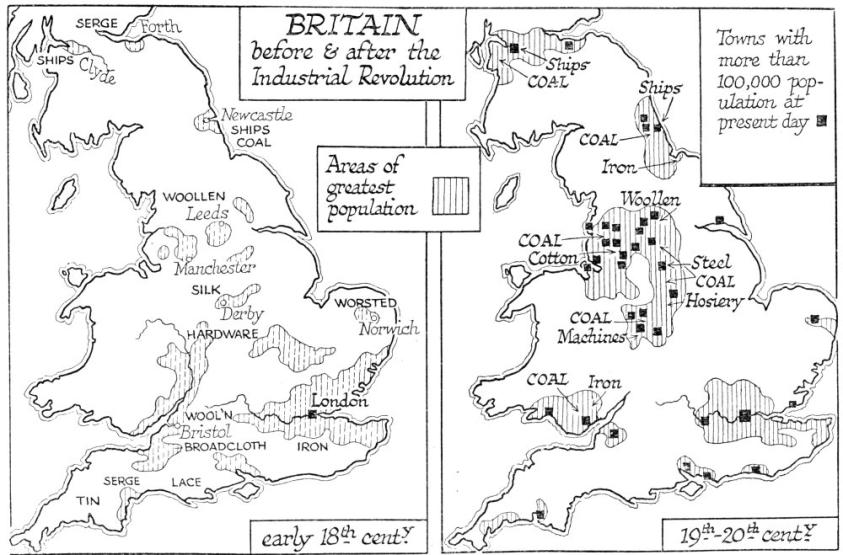 BRITAIN
before & after the
Industrial Revolution
Areas of
greatest
population
Towns with
more than
100,000 pop-
ulation at
present day
SERGE
Forth
SHIPS
Clyde
Newcastle
SHIPS
COAL
WOOLLEN
Leeds
Manchester
SILK
Derby
WORSTED
Norwich
HARDWARE
London
WOOL'N
Bristol
BROADCLOTH
IRON
SERGE
LACE
TIN
early 18th centy
Ships
COAL
Ships
COAL
Iron
Woollen
COAL
Cotton
Steel
COAL
Hosiery
COAL
Machines
COAL
Iron
19th-20th centy